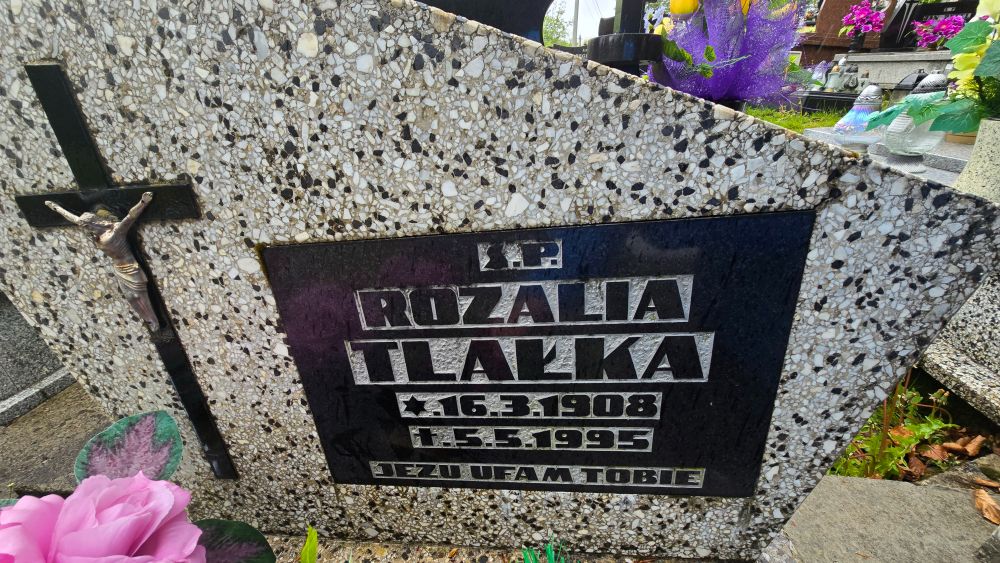 Ś.P.
ROZALIA
TLAŁKA
★.16.3.1908
†.5.5.1995
JEZU UFAM TOBIE